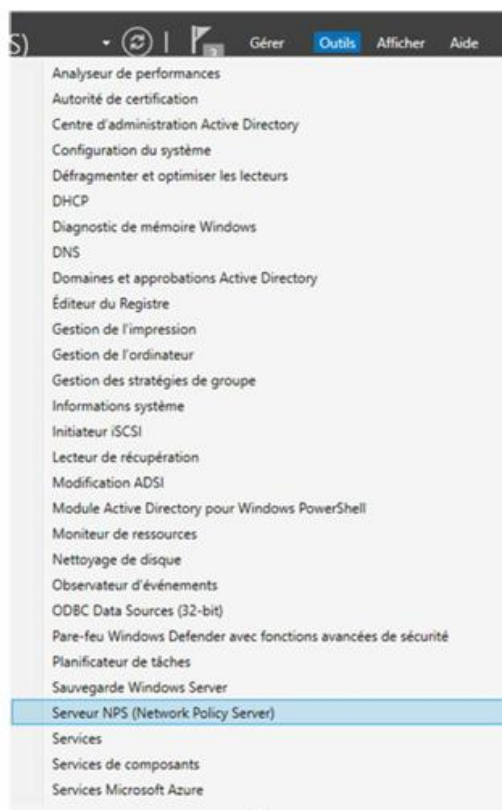 S)
Gérer Outils Afficher Aide
Analyseur de performances
Autorité de certification
Centre d'administration Active Directory
Configuration du système
Défragmenter et optimiser les lecteurs
DHCP
Diagnostic de mémoire Windows
DNS
Domaines et approbations Active Directory
Éditeur du Registre
Gestion de l'impression
Gestion de l'ordinateur
Gestion des stratégies de groupe
Informations système
Initiateur iSCSI
Lecteur de récupération
Modification ADSI
Module Active Directory pour Windows PowerShell
Moniteur de ressources
Nettoyage de disque
Observateur d'événements
ODBC Data Sources (32-bit)
Pare-feu Windows Defender avec fonctions avancées de sécurité
Planificateur de tâches
Sauvegarde Windows Server
Serveur NPS (Network Policy Server)
Services
Services de composants
Services Microsoft Azure